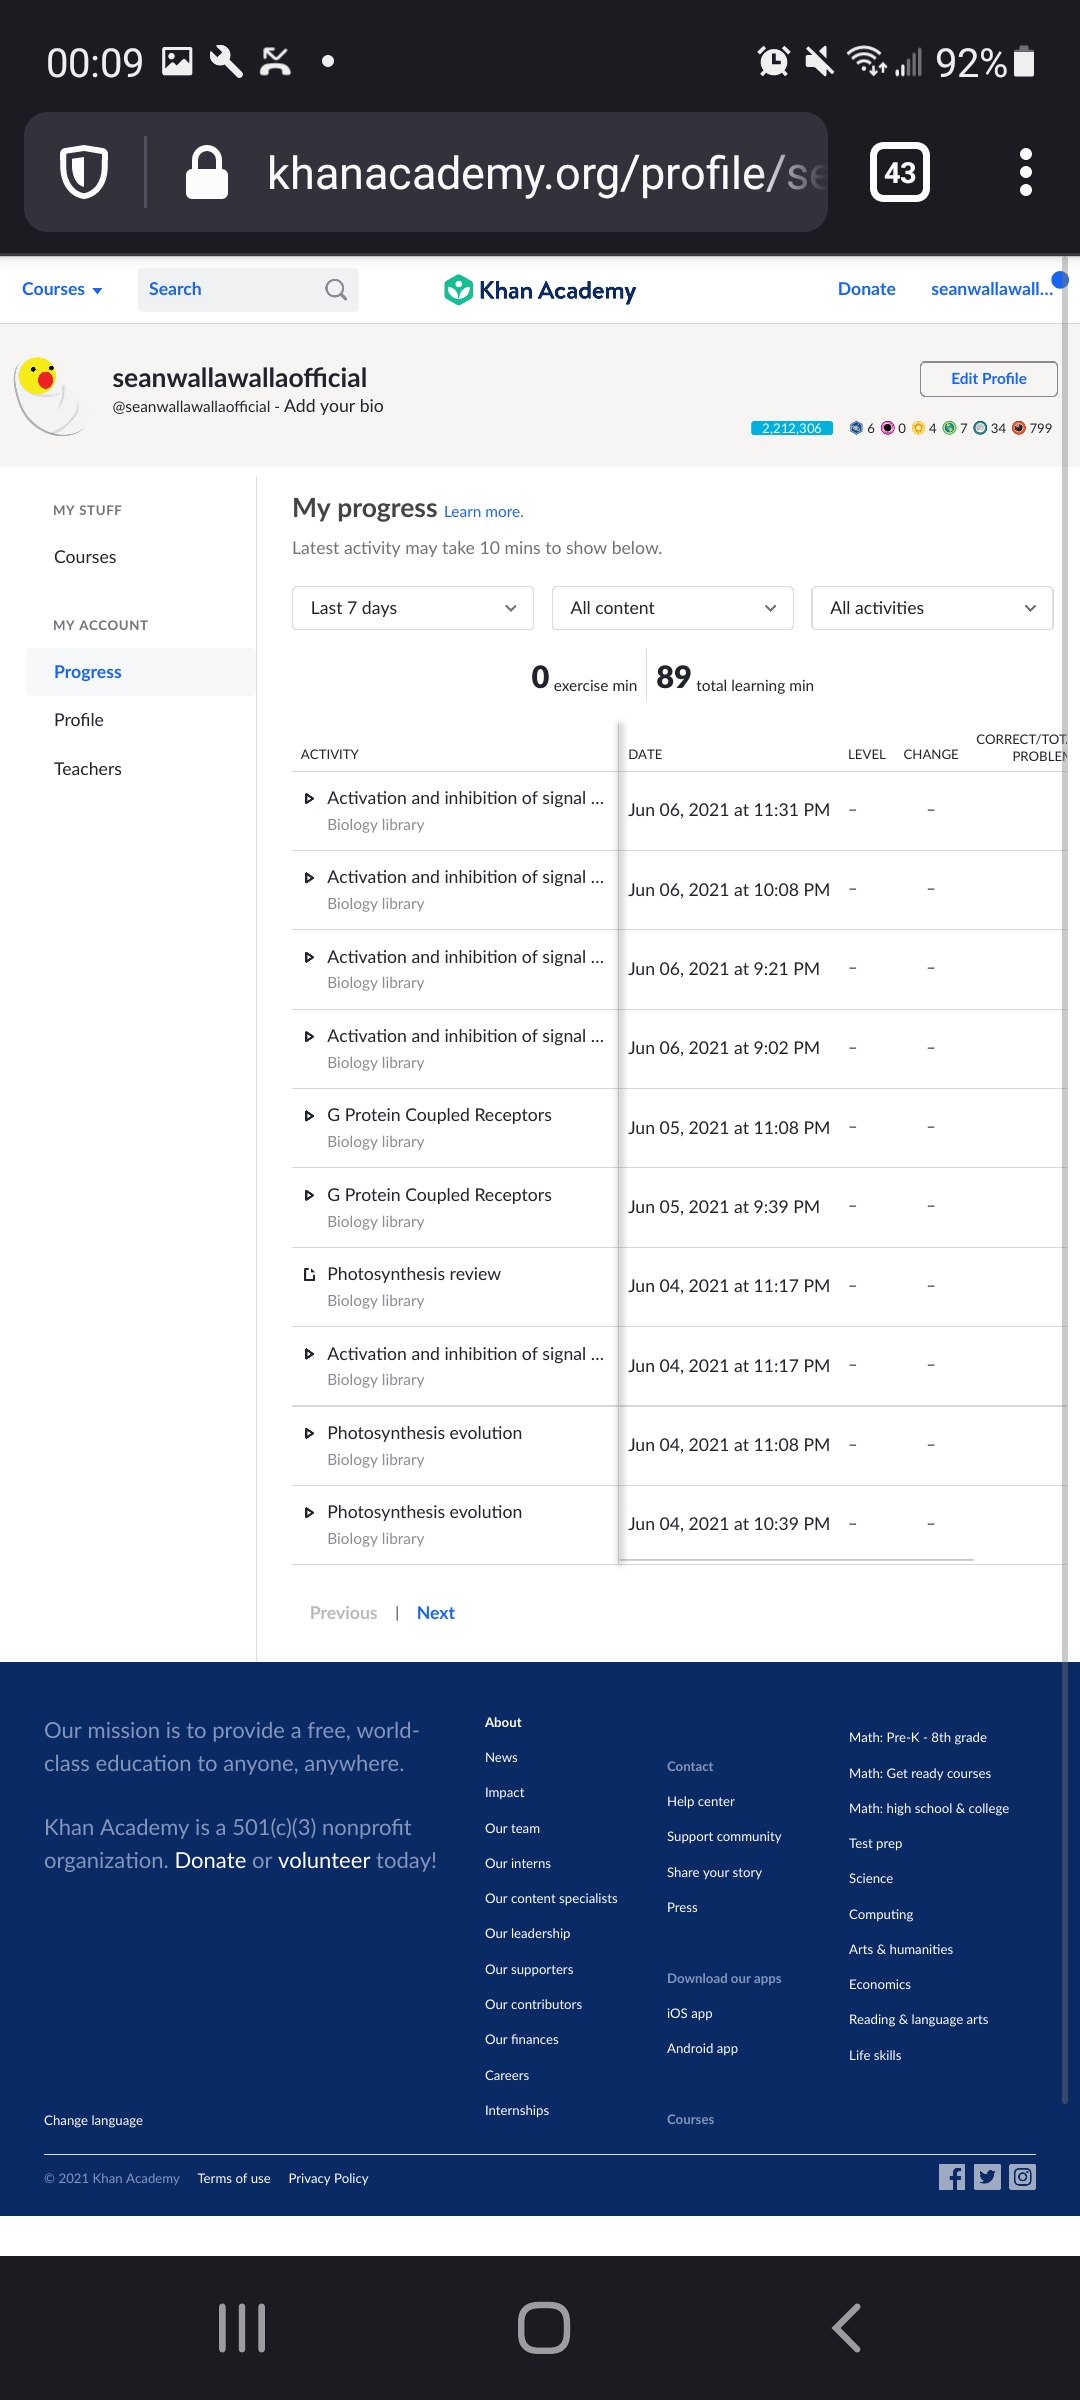 00:09
92%
khanacademy.org/profile/se
43
Courses
Search
Khan Academy
Donate
seanwallawall...
seanwallawallaofficial
@seanwallawallaofficial - Add your bio
Edit Profile
2,212,306
6
0
4
7
34
799
MY STUFF
Courses
MY ACCOUNT
Progress
Profile
Teachers
My progress Learn more.
Latest activity may take 10 mins to show below.
Last 7 days
All content
All activities
0 exercise min
89 total learning min
ACTIVITY
DATE
LEVEL
CHANGE
CORRECT/TOT
PROBLEM
Activation and inhibition of signal ...
Biology library
Jun 06, 2021 at 11:31 PM – –
Activation and inhibition of signal ...
Biology library
Jun 06, 2021 at 10:08 PM – –
Activation and inhibition of signal ...
Biology library
Jun 06, 2021 at 9:21 PM – –
Activation and inhibition of signal ...
Biology library
Jun 06, 2021 at 9:02 PM – –
G Protein Coupled Receptors
Biology library
Jun 05, 2021 at 11:08 PM – –
G Protein Coupled Receptors
Biology library
Jun 05, 2021 at 9:39 PM – –
Photosynthesis review
Biology library
Jun 04, 2021 at 11:17 PM – –
Activation and inhibition of signal ...
Biology library
Jun 04, 2021 at 11:17 PM – –
Photosynthesis evolution
Biology library
Jun 04, 2021 at 11:08 PM – –
Photosynthesis evolution
Biology library
Jun 04, 2021 at 10:39 PM – –
Previous | Next
Our mission is to provide a free, world-
class education to anyone, anywhere.
Khan Academy is a 501(c)(3) nonprofit
organization. Donate or volunteer today!
About
News
Impact
Our team
Our interns
Our content specialists
Our leadership
Our supporters
Our contributors
Our finances
Careers
Internships
Contact
Help center
Support community
Share your story
Press
Download our apps
iOS app
Android app
Courses
Math: Pre-K - 8th grade
Math: Get ready courses
Math: high school & college
Test prep
Science
Computing
Arts & humanities
Economics
Reading & language arts
Life skills
Change language
© 2021 Khan Academy
Terms of use
Privacy Policy